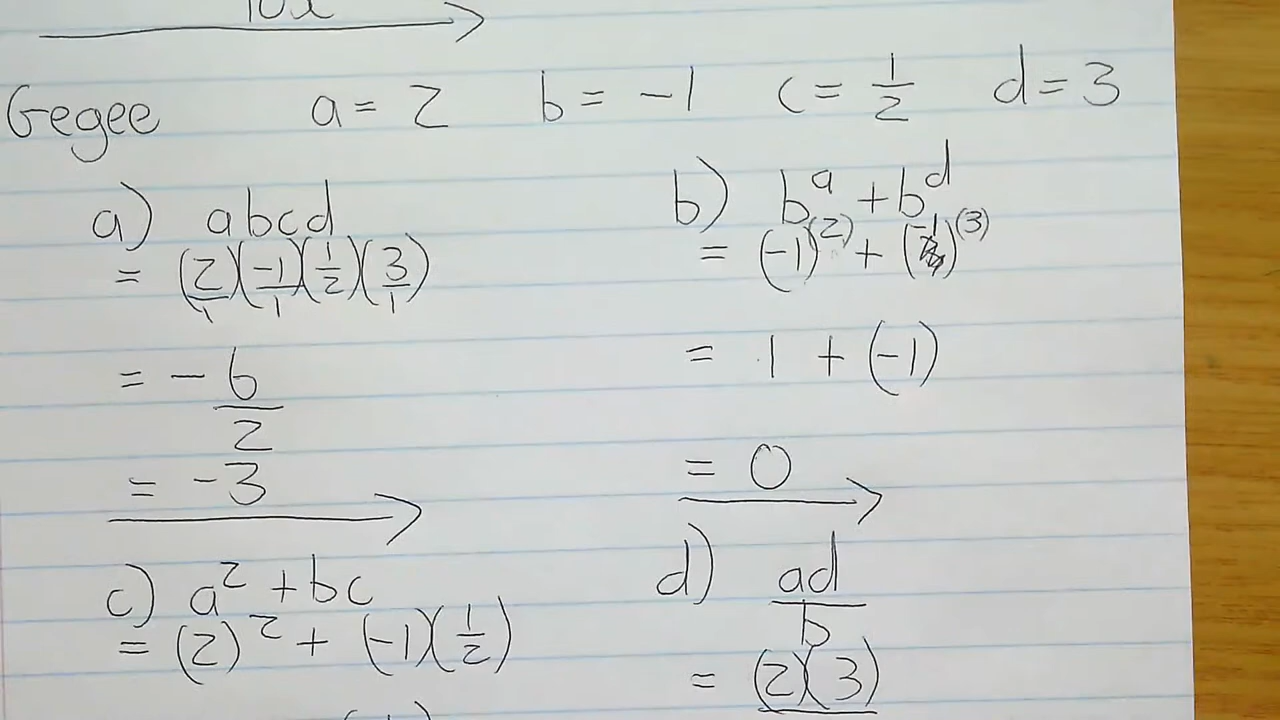 10x
Gegee a = 2 b = -1 c = 1/2 d = 3
a) abcd
= (2/1)(-1/1)(1/2)(3/1)
= - 6/2
= -3
b) b^a + b^d
= (-1)^(2) + (-1)^(3)
= 1 + (-1)
= 0
c) a^2 + bc
= (2)^2 + (-1)(1/2)
d) ad/b
= (2)(3)